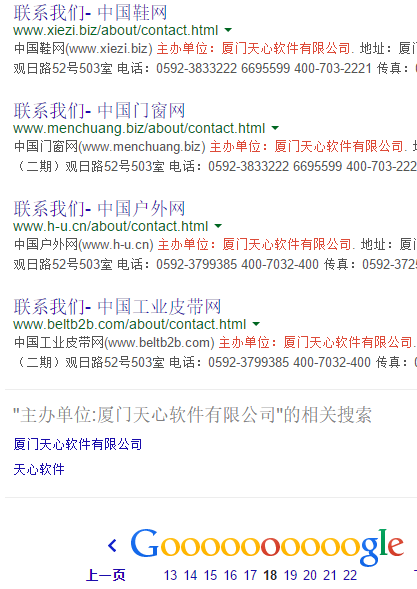 联系我们- 中国鞋网
www.xiezi.biz/about/contact.html
中国鞋网(www.xiezi.biz) 主办单位：厦门天心软件有限公司. 地址：厦
观日路52号503室 电话：0592-3833222 6695599 400-703-2221 传真：
联系我们- 中国门窗网
www.menchuang.biz/about/contact.html
中国门窗网(www.menchuang.biz) 主办单位：厦门天心软件有限公司.
（二期）观日路52号503室 电话：0592-3833222 6695599 400-703-222
联系我们- 中国户外网
www.h-u.cn/about/contact.html
中国户外网(www.h-u.cn) 主办单位：厦门天心软件有限公司. 地址：厦门
观日路52号503室 电话：0592-3799385 400-7032-400 传真：0592-372
联系我们- 中国工业皮带网
www.beltb2b.com/about/contact.html
中国工业皮带网(www.beltb2b.com) 主办单位：厦门天心软件有限公司.
（二期）观日路52号503室 电话：0592-3799385 400-7032-400 传真：
"主办单位:厦门天心软件有限公司"的相关搜索
厦门天心软件有限公司
天心软件
Goooooooooogle
上一页 13 14 15 16 17 18 19 20 21 22